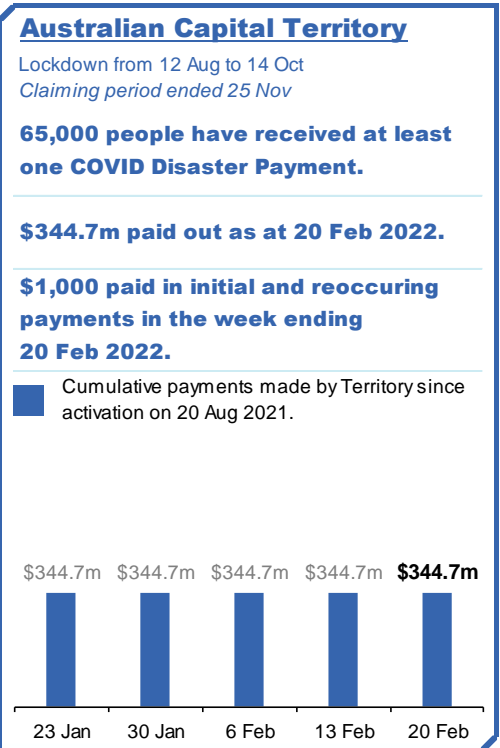 Australian Capital Territory
Lockdown from 12 Aug to 14 Oct
Claiming period ended 25 Nov
65,000 people have received at least
one COVID Disaster Payment.
$344.7m paid out as at 20 Feb 2022.
$1,000 paid in initial and reoccuring
payments in the week ending
20 Feb 2022.
Cumulative payments made by Territory since
activation on 20 Aug 2021.
$344.7m $344.7m $344.7m $344.7m $344.7m
23 Jan 30 Jan 6 Feb 13 Feb 20 Feb